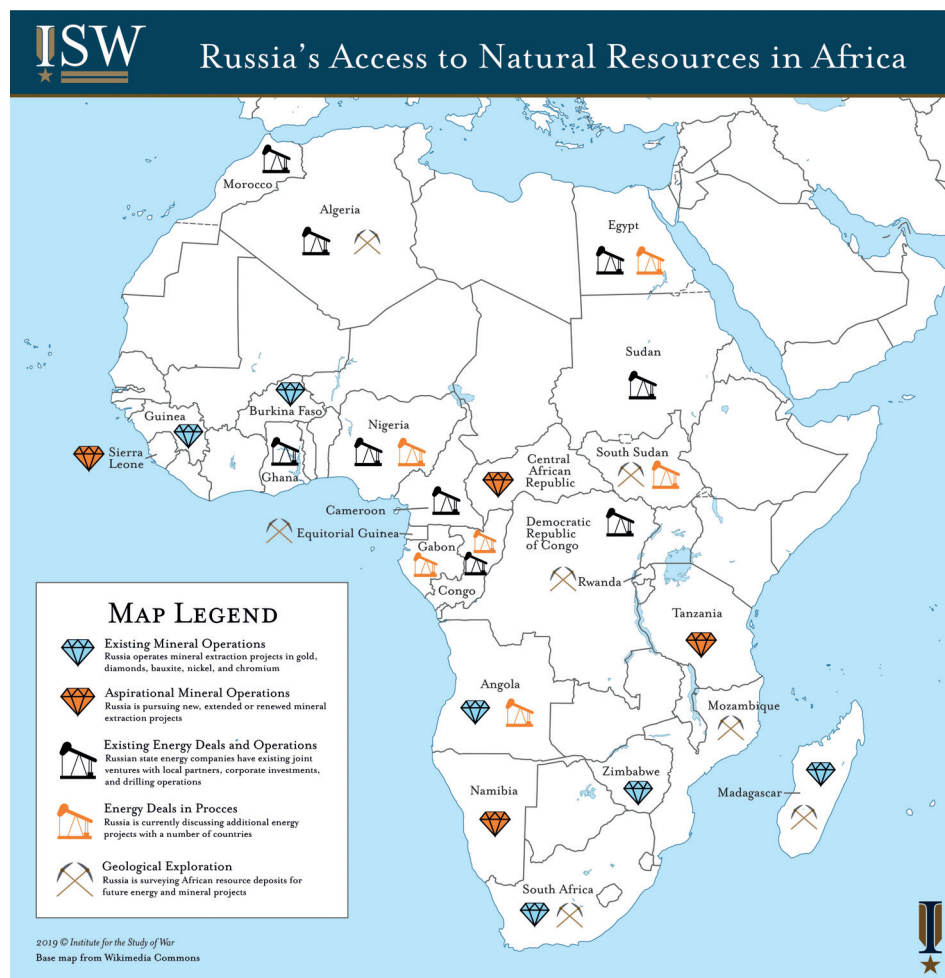 ISW
Russia's Access to Natural Resources in Africa
Morocco
Algeria
Egypt
Sudan
Guinea
Burkina Faso
Nigeria
Sierra
Leone
Ghana
Central
African
Republic
South Sudan
Cameroon
Equitorial Guinea
Gabon
Democratic
Republic
of Congo
Congo
Rwanda
Tanzania
Angola
Mozambique
Zimbabwe
Namibia
Madagascar
South Africa
Map Legend
Existing Mineral Operations
Russia operates mineral extraction projects in gold,
diamonds, bauxite, nickel, and chromium
Aspirational Mineral Operations
Russia is pursuing new, extended or renewed mineral
extraction projects
Existing Energy Deals and Operations
Russian state energy companies have existing joint
ventures with local partners, corporate investments,
and drilling operations
Energy Deals in Procces
Russia is currently discussing additional energy
projects with a number of countries
Geological Exploration
Russia is surveying African resource deposits for
future energy and mineral projects
2019 © Institute for the Study of War
Base map from Wikimedia Commons
I